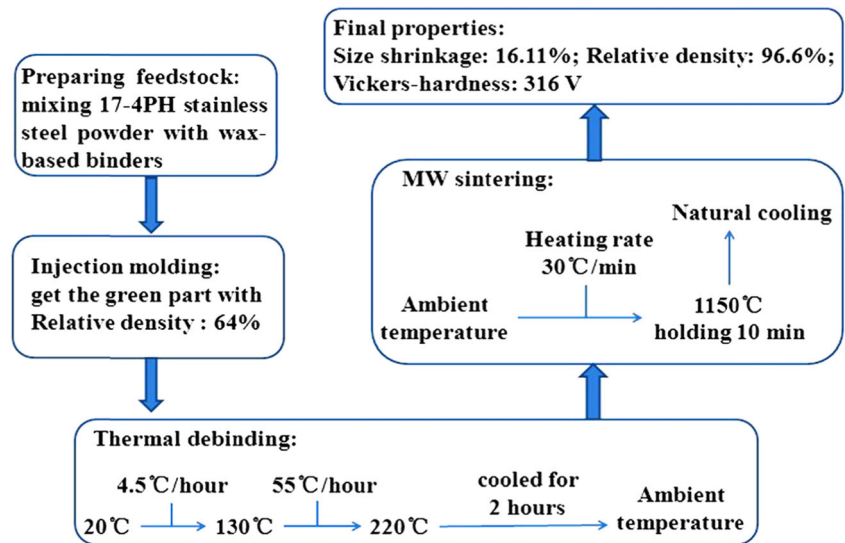 Preparing feedstock:
mixing 17-4PH stainless
steel powder with wax-
based binders
Injection molding:
get the green part with
Relative density : 64%
Thermal debinding:
4.5℃/hour
55℃/hour
cooled for
2 hours
20℃
130℃
220℃
Ambient
temperature
MW sintering:
Natural cooling
Heating rate
30℃/min
Ambient
temperature
1150℃
holding 10 min
Final properties:
Size shrinkage: 16.11%; Relative density: 96.6%;
Vickers-hardness: 316 V